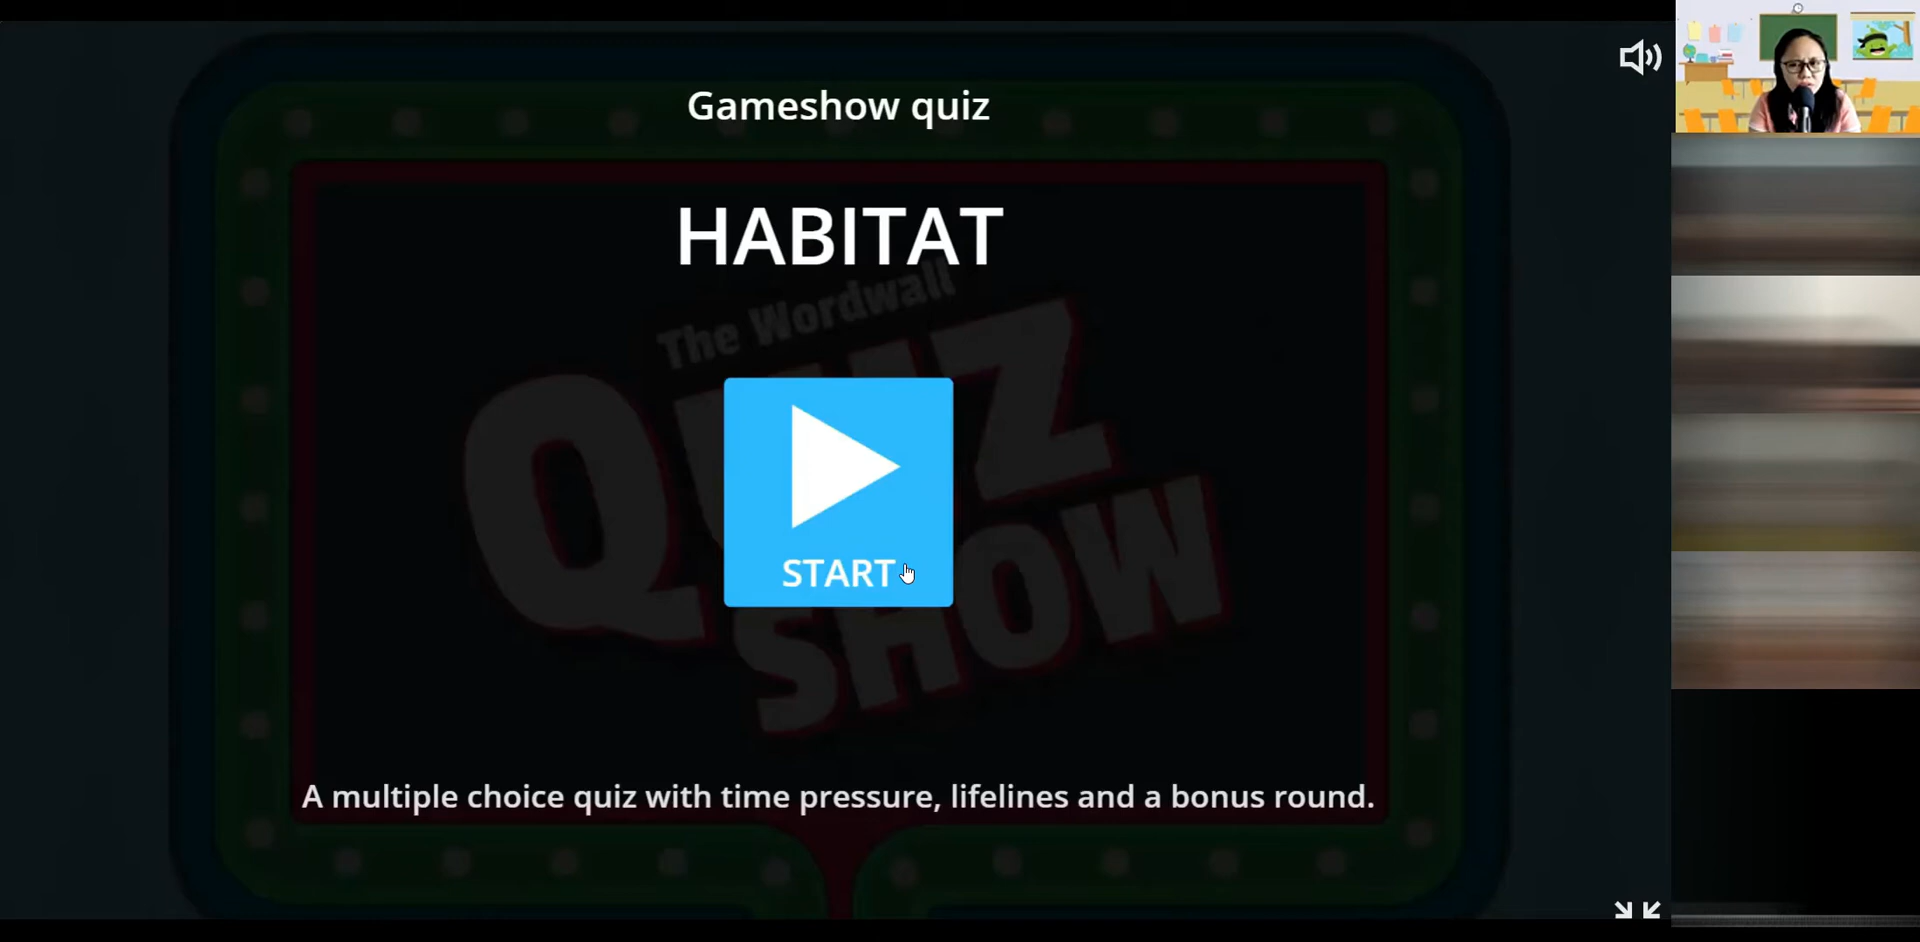 Gameshow quiz
HABITAT
The Wordwall
QUIZ
SHOW
START
A multiple choice quiz with time pressure, lifelines and a bonus round.